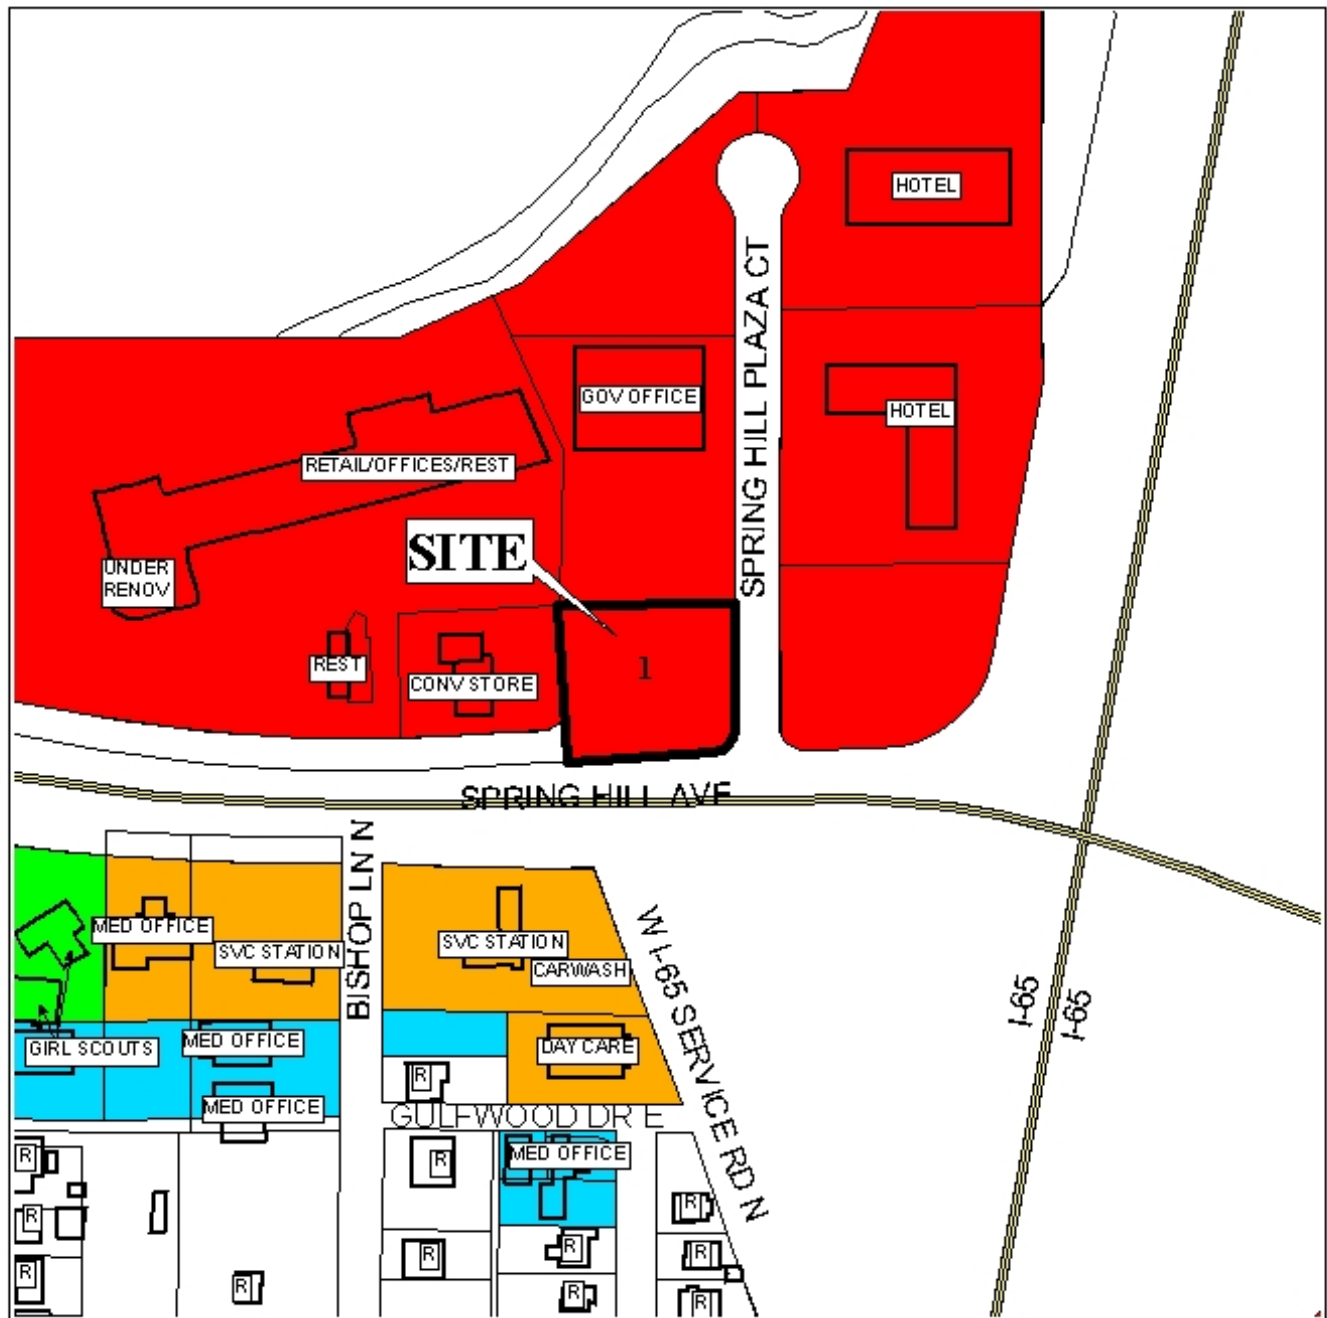 HOTEL
SPRING HILL PLAZA CT
GOV OFFICE
HOTEL
RETAIL/OFFICES/REST
SITE
UNDER
RENOV
1
REST
CONV STORE
SPRING HILL AVE
BISHOP LN N
MED OFFICE
SVC STATION
SVC STATION
CARWASH
W I-65 SERVICE RD N
I-65
I-65
GIRL SCOUTS
MED OFFICE
DAY CARE
R
MED OFFICE
GULFWOOD DR E
R
R
MED OFFICE
R
R
R
R
R
R
R
R
R
R